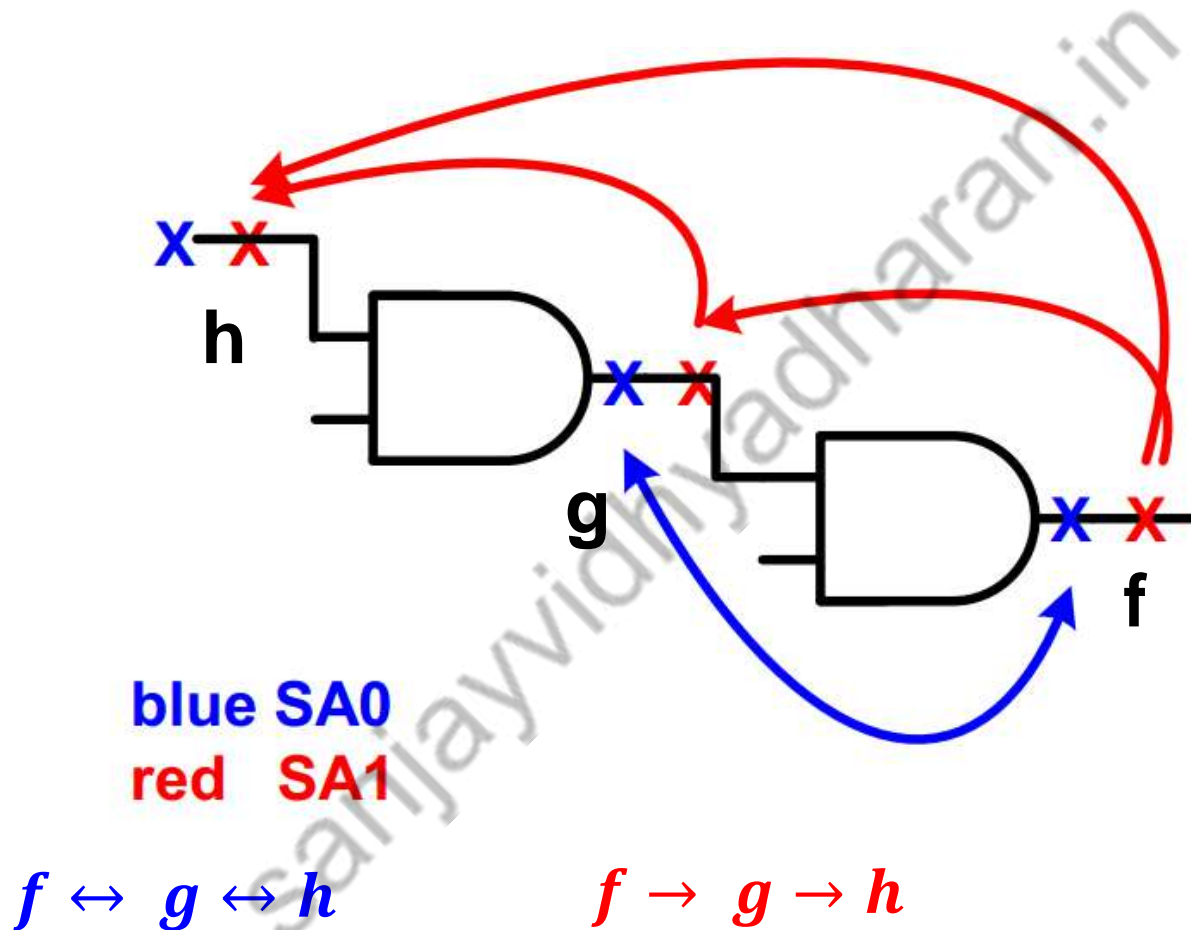 X X
h
X X
g
X X
f
blue SA0
red SA1
f ↔ g ↔ h
f → g → h
sanjayvidhyadharan.in